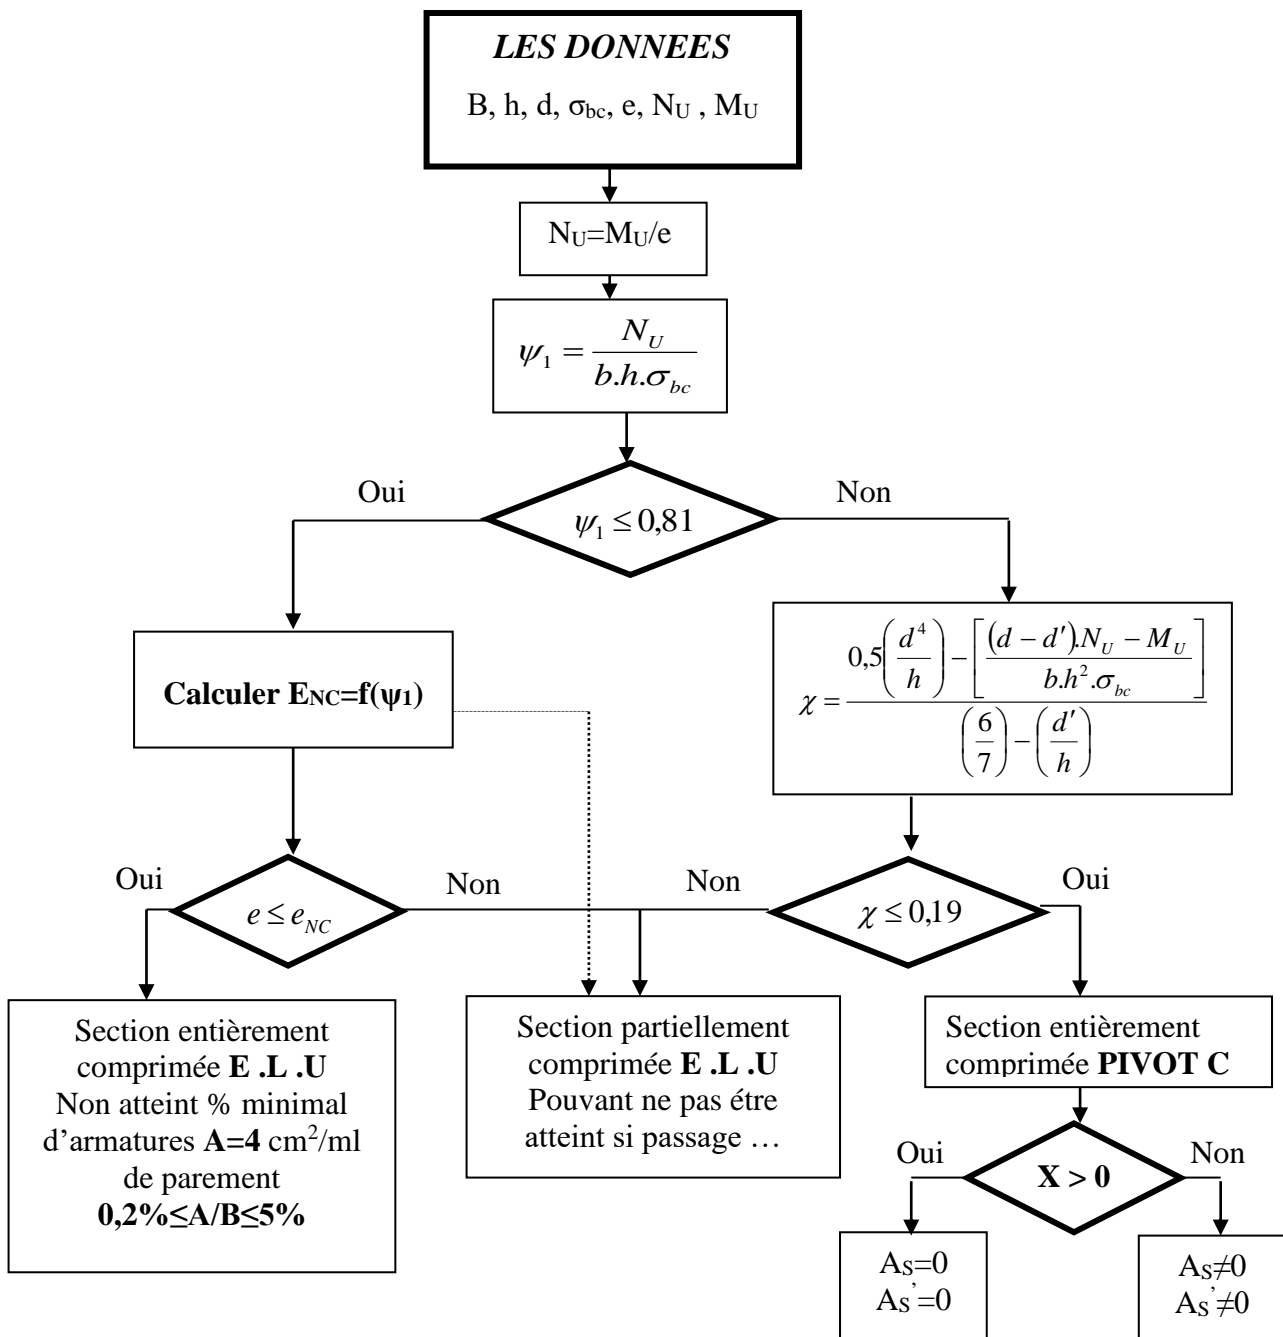 LES DONNEES
B, h, d, σbc, e, NU , MU
NU=MU/e
ψ1 = NU / b.h.σbc
Oui
Non
ψ1 ≤ 0,81
Calculer ENC=f(ψ1)
χ = (0,5(d⁴/h) − [((d − d′).NU − MU) / (b.h².σbc)]) / ((6/7) − (d′/h))
Oui
Non
Non
Oui
e ≤ eNC
χ ≤ 0,19
Section entièrement
comprimée E .L .U
Non atteint % minimal
d’armatures A=4 cm²/ml
de parement
0,2%≤A/B≤5%
Section partiellement
comprimée E .L .U
Pouvant ne pas étre
atteint si passage …
Section entièrement
comprimée PIVOT C
Oui
Non
X > 0
AS=0
AS’=0
AS≠0
AS’≠0